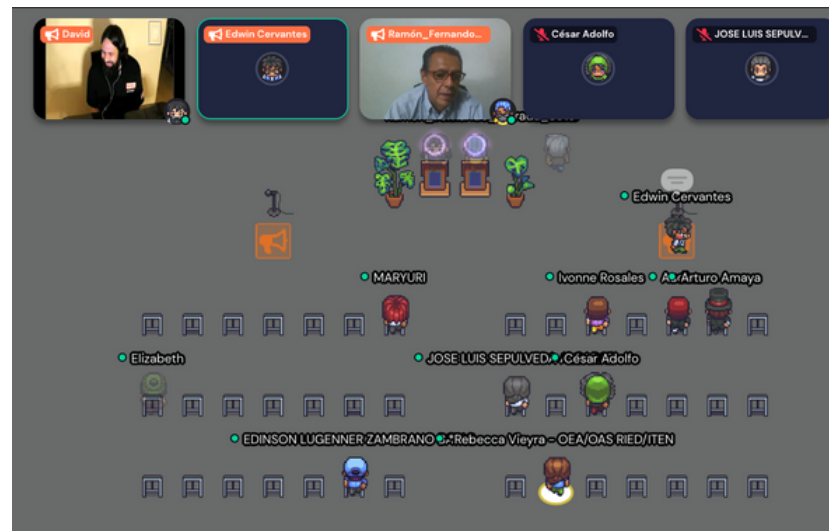 David
Edwin Cervantes
Ramón_Fernando...
César Adolfo
JOSE LUIS SEPULV...
Edwin Cervantes
MARYURI
Ivonne Rosales
Arturo Amaya
Elizabeth
JOSE LUIS SEPULVEDA
César Adolfo
EDINSON LUGENNER ZAMBRANO
Rebecca Vieyra - OEA/OAS RIED/ITEN